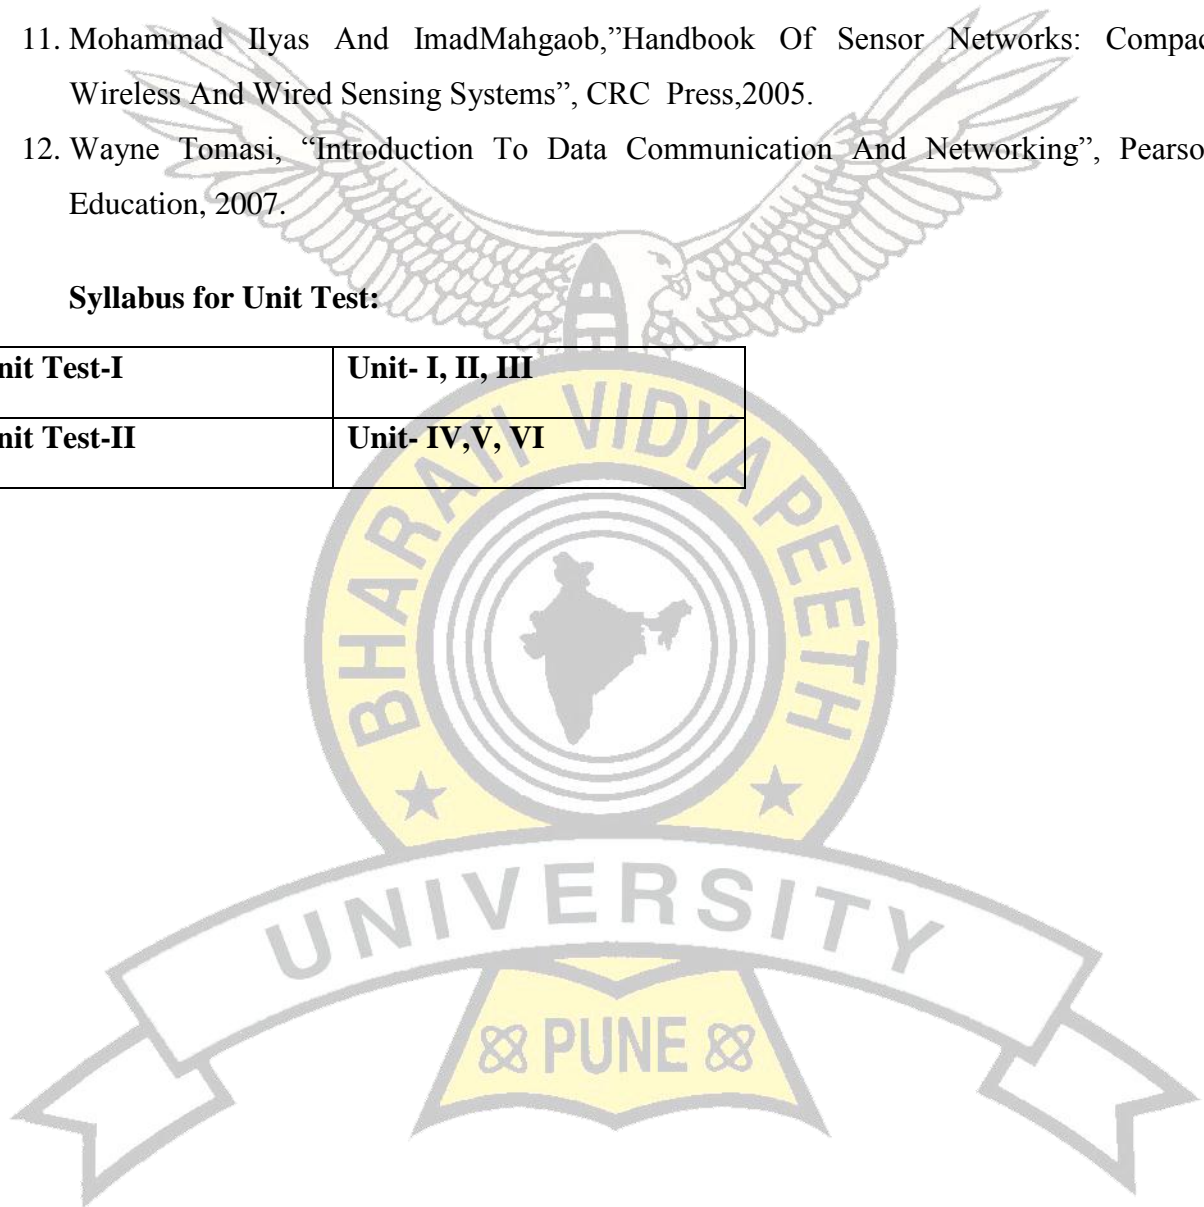 11. Mohammad Ilyas And ImadMahgaob,”Handbook Of Sensor Networks: Compac
Wireless And Wired Sensing Systems”, CRC Press,2005.
12. Wayne Tomasi, “Introduction To Data Communication And Networking”, Pearso
Education, 2007.
Syllabus for Unit Test:
nit Test-I Unit- I, II, III
nit Test-II Unit- IV,V, VI
BHARATI VIDYAPEETH
UNIVERSITY
PUNE